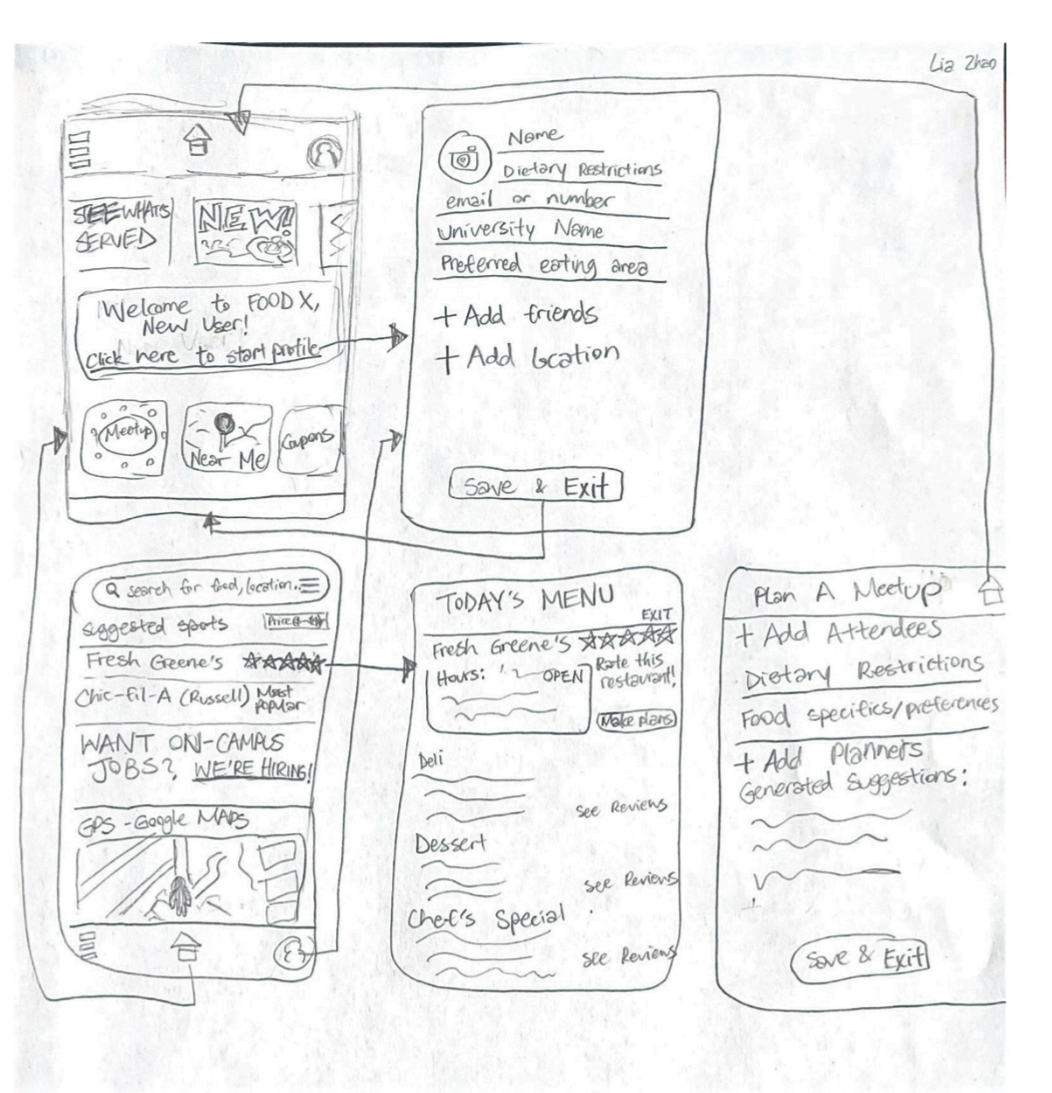 Lia Zhao
SEE WHATS
SERVED
NEW!
Welcome to FOODX,
New User!
Click here to start profile
Meetup
Near Me
Coupons
Name
Dietary Restrictions
email or number
University Name
Preferred eating area
+ Add friends
+ Add location
Save & Exit
search for food, location..
suggested spots
Fresh Greene's
Chic-Fil-A (Russell) Most
Popular
WANT ON-CAMPUS
JOBS? WE'RE HIRING!
GPS - Google MAPS
TODAY'S MENU
EXIT
Fresh Greene's
Hours: OPEN
Rate this
restaurant!
Make plans
Deli
See Reviews
Dessert
See Reviews
Chef's Special
See Reviews
Plan A Meetup
+ Add Attendees
Dietary Restrictions
Food specifics/preferences
+ Add Planners
Generated Suggestions:
Save & Exit